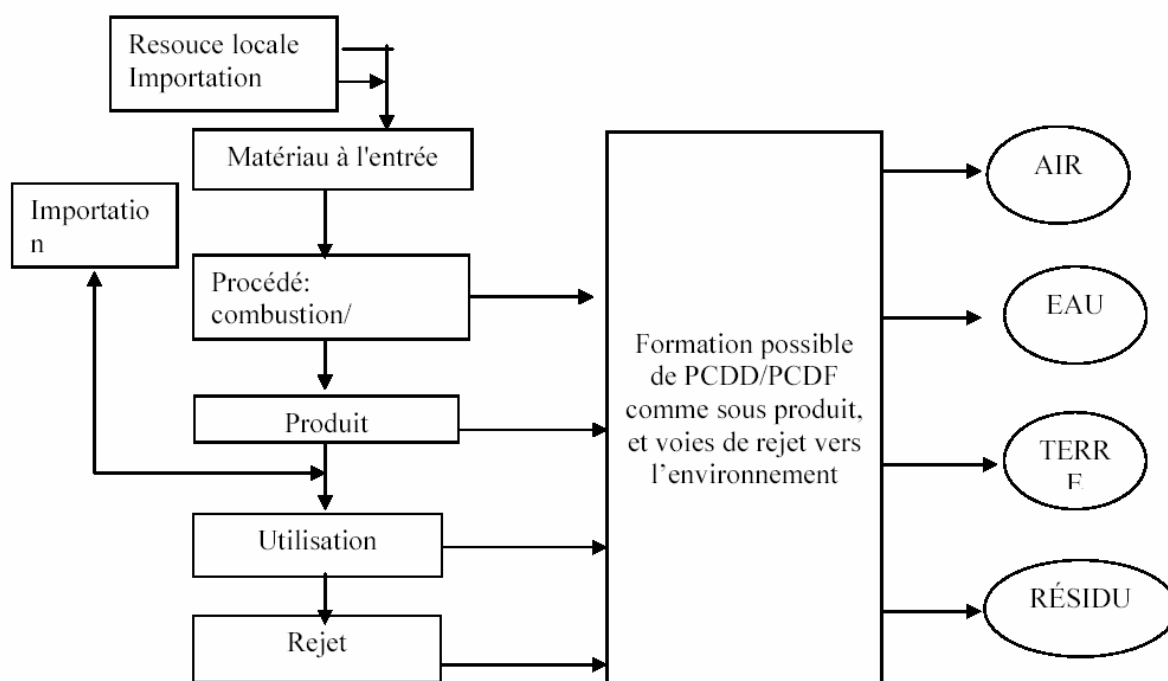 Resouce locale
Importation
Matériau à l'entrée
Importatio
n
Procédé:
combustion/
Produit
Utilisation
Rejet
Formation possible
de PCDD/PCDF
comme sous produit,
et voies de rejet vers
l’environnement
AIR
EAU
TERR
E
RÉSIDU